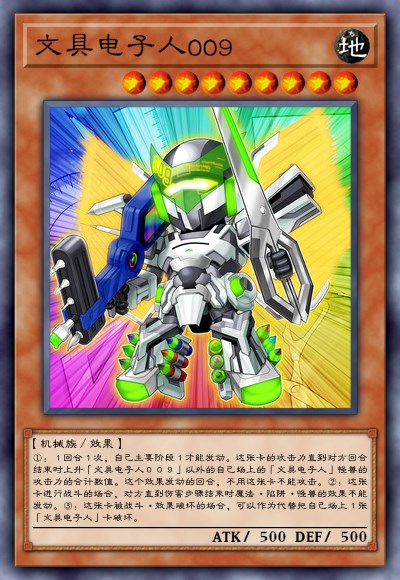 文具电子人009
地
009
【机械族／效果】
①：1回合1次，自己主要阶段1才能发动。这张卡的攻击力直到对方回合
结束时上升「文具电子人009」以外的自己场上的「文具电子人」怪兽的
攻击力的合计数值。这个效果发动的回合，不用这张卡不能攻击。②：这张
卡进行战斗的场合，对方直到伤害步骤结束时魔法·陷阱·怪兽的效果不能
发动。③：这张卡被战斗·效果破坏的场合，可以作为代替把自己场上1张
「文具电子人」卡破坏。
ATK/ 500 DEF/ 500